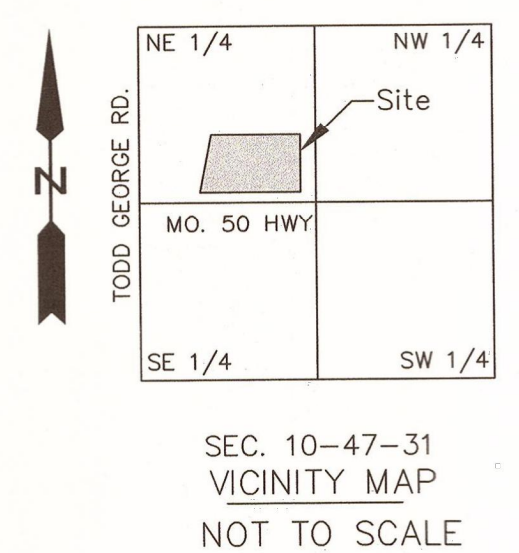 NE 1/4
NW 1/4
Site
N
TODD GEORGE RD.
MO. 50 HWY
SE 1/4
SW 1/4
SEC. 10-47-31
VICINITY MAP
NOT TO SCALE